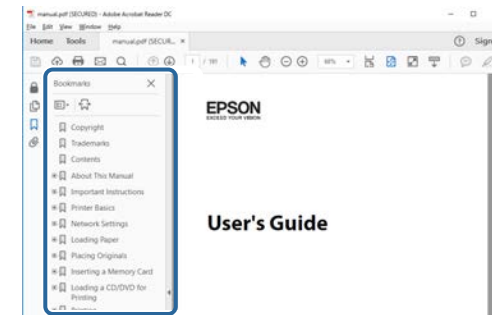 manual.pdf (SECURED) - Adobe Acrobat Reader DC
File Edit View Window Help
Home Tools manual.pdf (SECUR... × Sign
1 / 191
Bookmarks ×
Copyright
Trademarks
Contents
About This Manual
Important Instructions
Printer Basics
Network Settings
Loading Paper
Placing Originals
Inserting a Memory Card
Loading a CD/DVD for
Printing
EPSON
EXCEED YOUR VISION
User's Guide